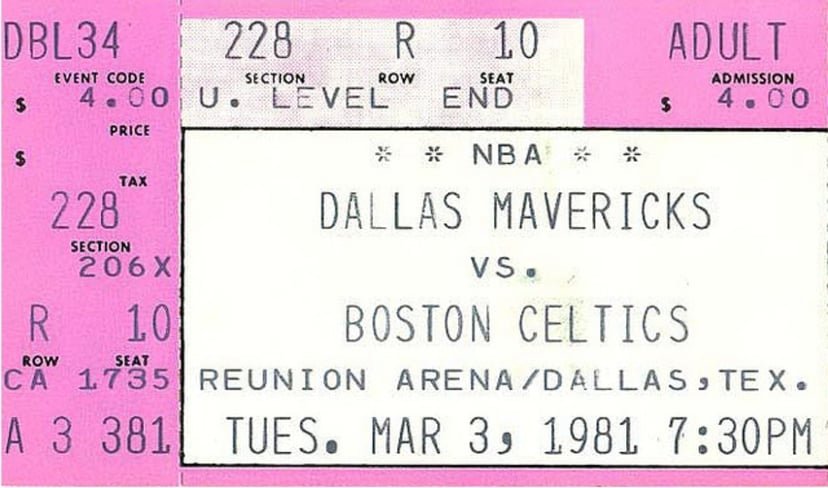 DBL34
EVENT CODE
$ 4.00
PRICE
$
TAX
228
SECTION
206X
R 10
ROW SEAT
CA 1735
A 3 381
228 R 10
SECTION ROW SEAT
U. LEVEL END
ADULT
ADMISSION
$ 4.00
* * NBA * *
DALLAS MAVERICKS
VS.
BOSTON CELTICS
REUNION ARENA/DALLAS,TEX.
TUES. MAR 3, 1981 7:30PM